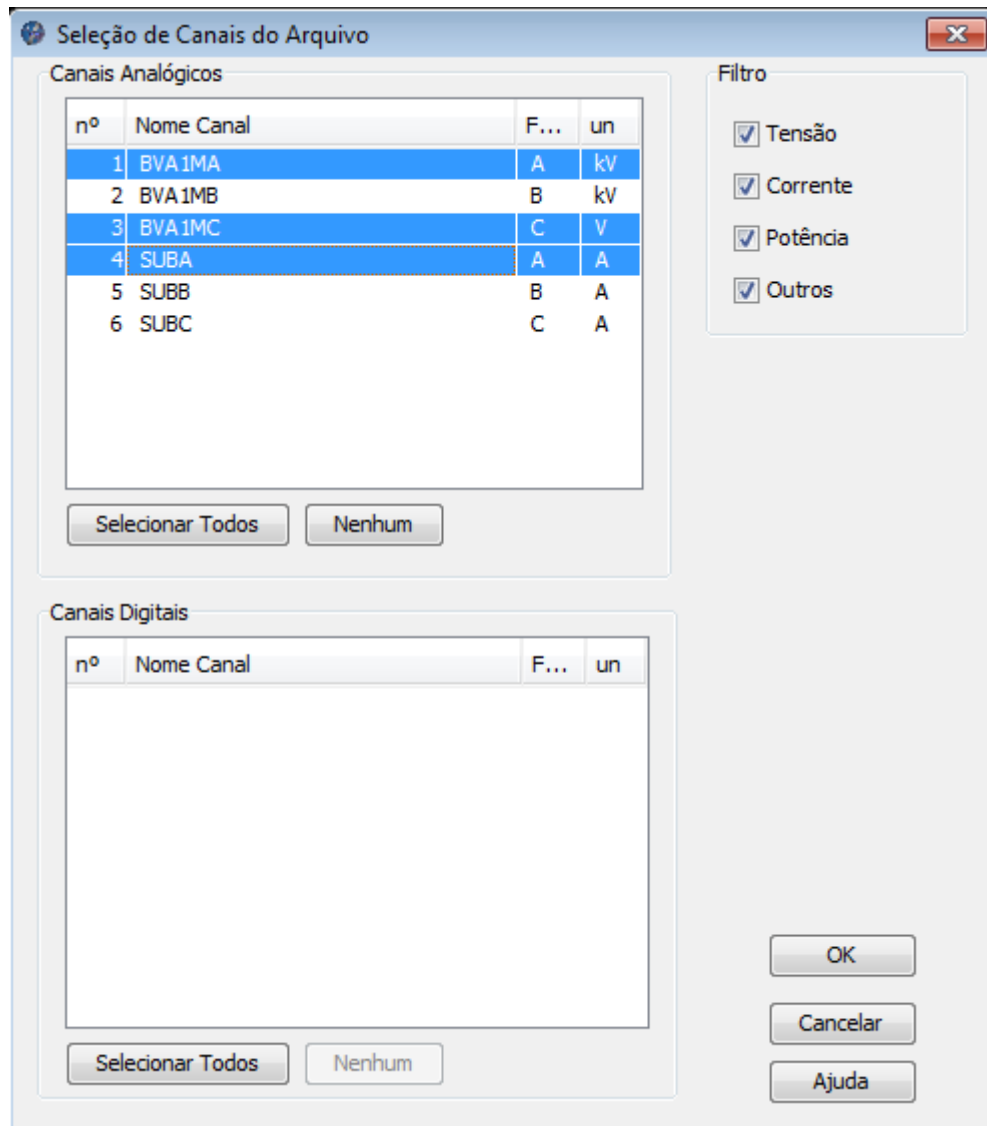 Seleção de Canais do Arquivo
Canais Analógicos
nº Nome Canal F... un
1 BVA1MA A kV
2 BVA1MB B kV
3 BVA1MC C V
4 SUBA A A
5 SUBB B A
6 SUBC C A
Selecionar Todos Nenhum
Filtro
Tensão
Corrente
Potência
Outros
Canais Digitais
nº Nome Canal F... un
Selecionar Todos Nenhum
OK
Cancelar
Ajuda